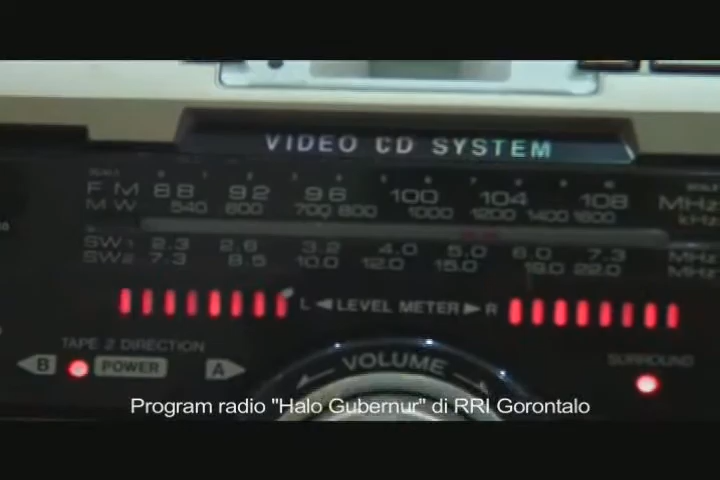 VIDEO CD SYSTEM
FM 88 92 96 100 104 108 MHz
MW 540 600 700 800 1000 1200 1400 1600 kHz
SW1 2.3 2.6 3.2 4.0 5.0 6.0 7.3 MHz
SW2 7.3 8.5 10.0 12.0 15.0 19.0 22.0 MHz
L LEVEL METER R
TAPE 2 DIRECTION
B POWER A
VOLUME
SURROUND
Program radio "Halo Gubernur" di RRI Gorontalo